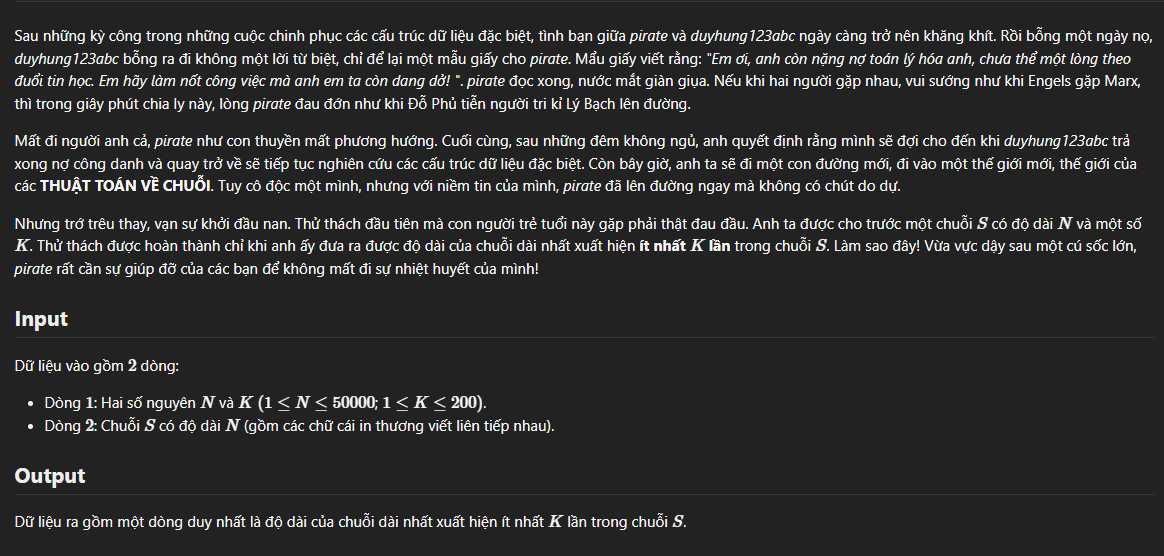 Sau những kỳ công trong những cuộc chinh phục các cấu trúc dữ liệu đặc biệt, tình bạn giữa pirate và duyhung123abc ngày càng trở nên khăng khít. Rồi bỗng một ngày nọ,
duyhung123abc bỗng ra đi không một lời từ biệt, chỉ để lại một mẫu giấy cho pirate. Mẩu giấy viết rằng: "Em ơi, anh còn nặng nợ toán lý hóa anh, chưa thể một lòng theo
đuổi tin học. Em hãy làm nốt công việc mà anh em ta còn dang dở! ". pirate đọc xong, nước mắt giàn giụa. Nếu khi hai người gặp nhau, vui sướng như khi Engels gặp Marx,
thì trong giây phút chia ly này, lòng pirate đau đớn như khi Đỗ Phủ tiễn người tri kỉ Lý Bạch lên đường.
Mất đi người anh cả, pirate như con thuyền mất phương hướng. Cuối cùng, sau những đêm không ngủ, anh quyết định rằng mình sẽ đợi cho đến khi duyhung123abc trả
xong nợ công danh và quay trở về sẽ tiếp tục nghiên cứu các cấu trúc dữ liệu đặc biệt. Còn bây giờ, anh ta sẽ đi một con đường mới, đi vào một thế giới mới, thế giới của
các THUẬT TOÁN VỀ CHUỖI. Tuy cô độc một mình, nhưng với niềm tin của mình, pirate đã lên đường ngay mà không có chút do dự.
Nhưng trớ trêu thay, vạn sự khởi đầu nan. Thử thách đầu tiên mà con người trẻ tuổi này gặp phải thật đau đầu. Anh ta được cho trước một chuỗi S có độ dài N và một số
K. Thử thách được hoàn thành chỉ khi anh ấy đưa ra được độ dài của chuỗi dài nhất xuất hiện ít nhất K lần trong chuỗi S. Làm sao đây! Vừa vực dậy sau một cú sốc lớn,
pirate rất cần sự giúp đỡ của các bạn để không mất đi sự nhiệt huyết của mình!
Input
Dữ liệu vào gồm 2 dòng:
• Dòng 1: Hai số nguyên N và K (1 ≤ N ≤ 50000; 1 ≤ K ≤ 200).
• Dòng 2: Chuỗi S có độ dài N (gồm các chữ cái in thương viết liên tiếp nhau).
Output
Dữ liệu ra gồm một dòng duy nhất là độ dài của chuỗi dài nhất xuất hiện ít nhất K lần trong chuỗi S.